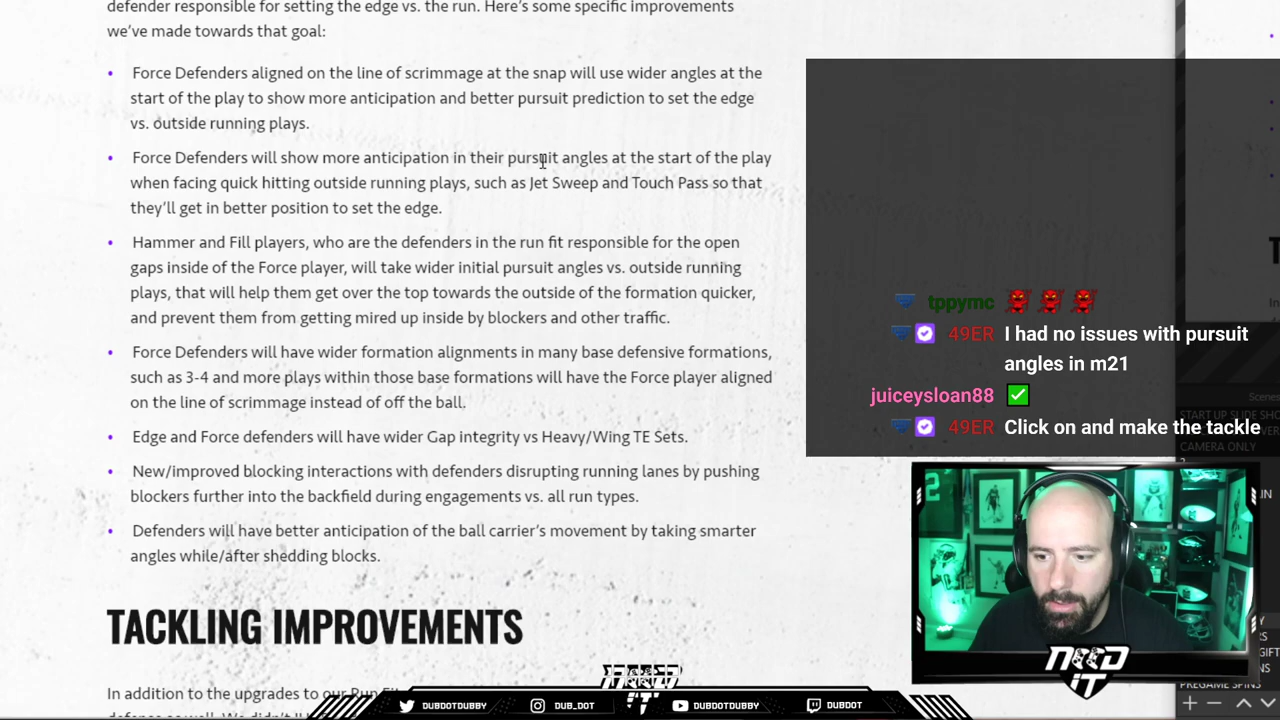 defender responsible for setting the edge vs. the run. Here's some specific improvements
we've made towards that goal:
• Force Defenders aligned on the line of scrimmage at the snap will use wider angles at the
start of the play to show more anticipation and better pursuit prediction to set the edge
vs. outside running plays.
• Force Defenders will show more anticipation in their pursuit angles at the start of the play
when facing quick hitting outside running plays, such as Jet Sweep and Touch Pass so that
they'll get in better position to set the edge.
• Hammer and Fill players, who are the defenders in the run fit responsible for the open
gaps inside of the Force player, will take wider initial pursuit angles vs. outside running
plays, that will help them get over the top towards the outside of the formation quicker,
and prevent them from getting mired up inside by blockers and other traffic.
• Force Defenders will have wider formation alignments in many base defensive formations,
such as 3-4 and more plays within those base formations will have the Force player aligned
on the line of scrimmage instead of off the ball.
• Edge and Force defenders will have wider Gap integrity vs Heavy/Wing TE Sets.
• New/improved blocking interactions with defenders disrupting running lanes by pushing
blockers further into the backfield during engagements vs. all run types.
• Defenders will have better anticipation of the ball carrier's movement by taking smarter
angles while/after shedding blocks.
TACKLING IMPROVEMENTS
In addition to the upgrades to our Run
tppymc
49ER I had no issues with pursuit
angles in m21
juiceysloan88
49ER Click on and make the tackle
Scenes
START UP SLIDE SHO
CAMERA ONLY
PREGAME SPINS
NEED
IT
DUBDOTDUBBY
DUB_DOT
DUBDOTDUBBY
DUBDOT